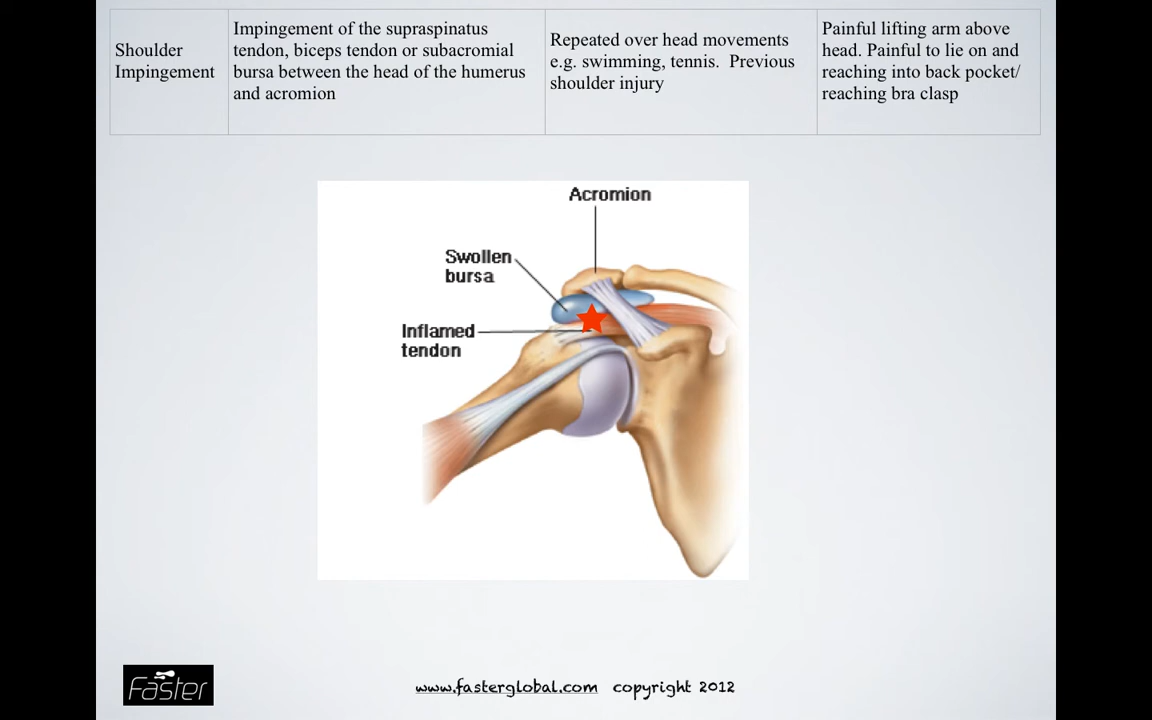 Shoulder
Impingement
Impingement of the supraspinatus
tendon, biceps tendon or subacromial
bursa between the head of the humerus
and acromion
Repeated over head movements
e.g. swimming, tennis.  Previous
shoulder injury
Painful lifting arm above
head. Painful to lie on and
reaching into back pocket/
reaching bra clasp
Acromion
Swollen
bursa
Inflamed
tendon
Faster
www.fasterglobal.com copyright 2012